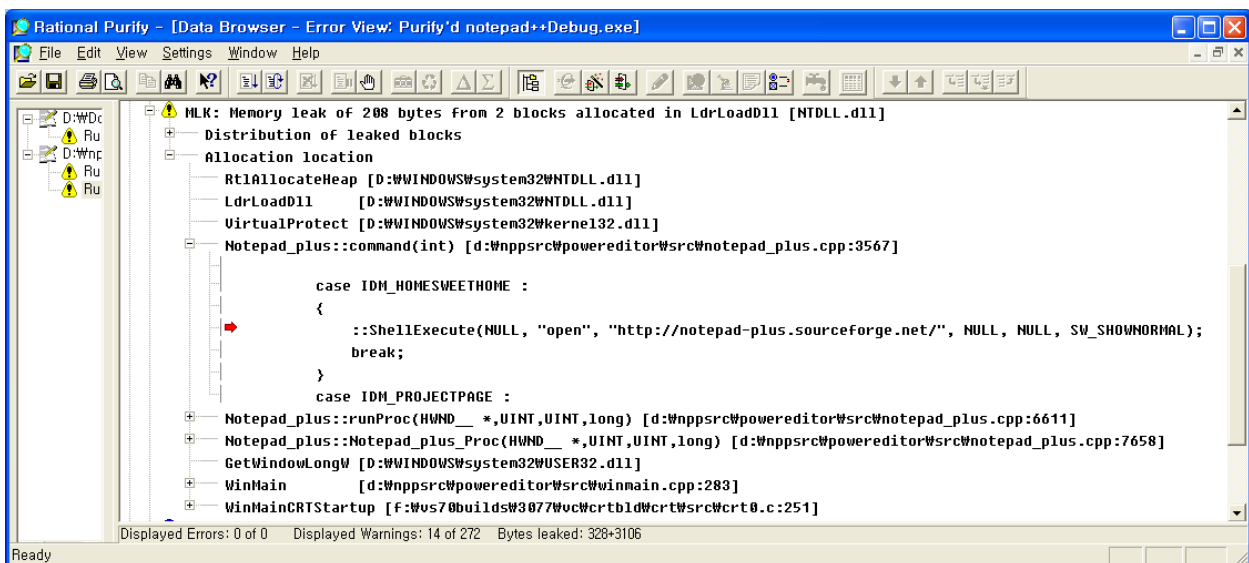 Rational Purify - [Data Browser - Error View: Purify'd notepad++Debug.exe]
File Edit View Settings Window Help
D:₩Do
Ru
D:₩np
Ru
Ru
MLK: Memory leak of 208 bytes from 2 blocks allocated in LdrLoadDll [NTDLL.dll]
Distribution of leaked blocks
Allocation location
RtlAllocateHeap [D:₩WINDOWS₩system32₩NTDLL.dll]
LdrLoadDll [D:₩WINDOWS₩system32₩NTDLL.dll]
VirtualProtect [D:₩WINDOWS₩system32₩kernel32.dll]
Notepad_plus::command(int) [d:₩nppsrc₩powereditor₩src₩notepad_plus.cpp:3567]
case IDM_HOMESWEETHOME :
{
::ShellExecute(NULL, "open", "http://notepad-plus.sourceforge.net/", NULL, NULL, SW_SHOWNORMAL);
break;
}
case IDM_PROJECTPAGE :
Notepad_plus::runProc(HWND__ *,UINT,UINT,long) [d:₩nppsrc₩powereditor₩src₩notepad_plus.cpp:6611]
Notepad_plus::Notepad_plus_Proc(HWND__ *,UINT,UINT,long) [d:₩nppsrc₩powereditor₩src₩notepad_plus.cpp:7658]
GetWindowLongW [D:₩WINDOWS₩system32₩USER32.dll]
WinMain [d:₩nppsrc₩powereditor₩src₩winmain.cpp:283]
WinMainCRTStartup [f:₩vs70builds₩3077₩vc₩crtbld₩crt₩src₩crt0.c:251]
Displayed Errors: 0 of 0 Displayed Warnings: 14 of 272 Bytes leaked: 328+3106
Ready